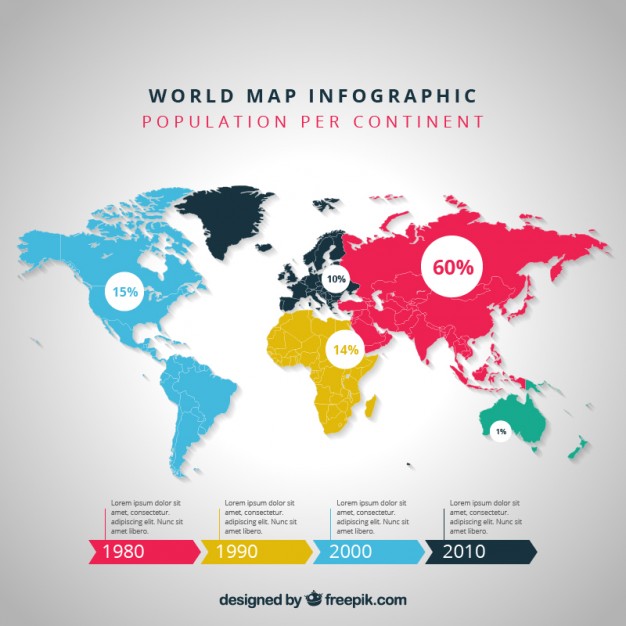 WORLD MAP INFOGRAPHIC
POPULATION PER CONTINENT
60%
10%
15%
14%
1%
Lorem ipsum dolor sit
amet, consectetur.
adipiscing elit. Nunc sit
amet libero.
1980
Lorem ipsum dolor sit
amet, consectetur.
adipiscing elit. Nunc sit
amet libero.
1990
Lorem ipsum dolor sit
amet, consectetur.
adipiscing elit. Nunc sit
amet libero.
2000
Lorem ipsum dolor sit
amet, consectetur.
adipiscing elit. Nunc sit
amet libero.
2010
designed by freepik.com